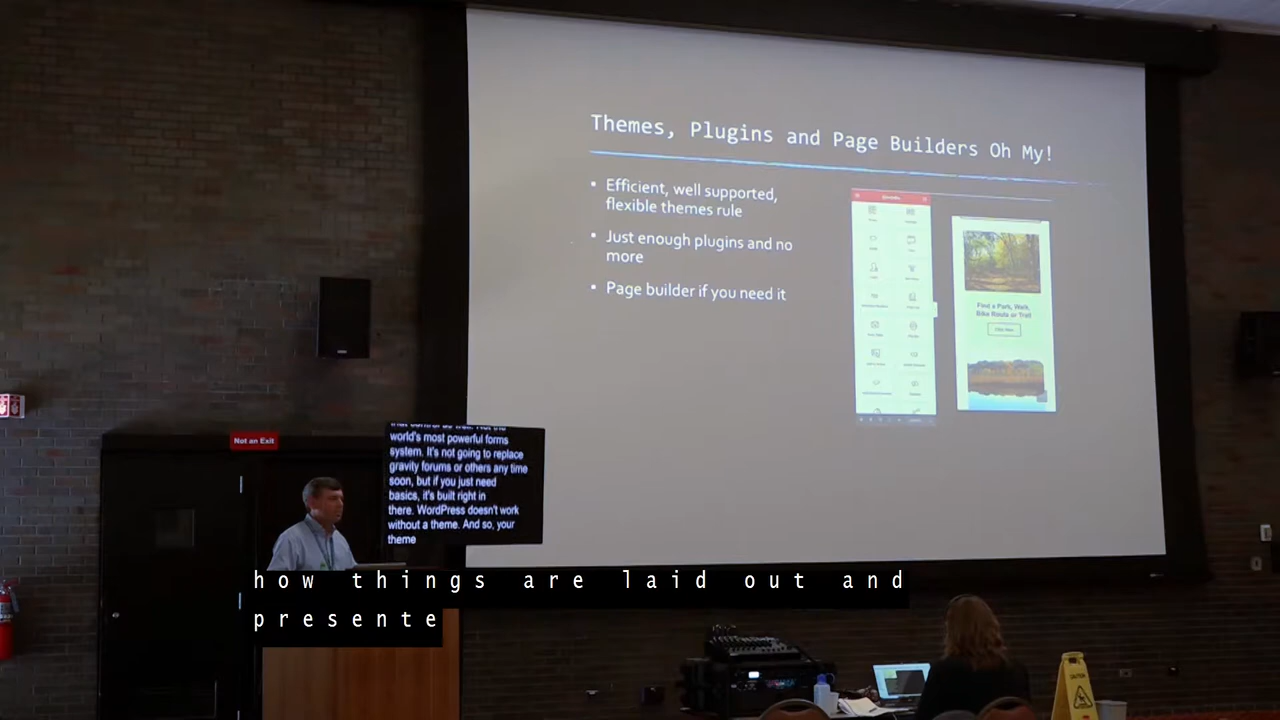 Themes, Plugins and Page Builders Oh My!
• Efficient, well supported,
flexible themes rule
• Just enough plugins and no
more
• Page builder if you need it
Find a Park, Walk,
Bike Route or Trail
Not an Exit
world's most powerful forms
system. It's not going to replace
gravity forums or others any time
soon, but if you just need
basics, it's built right in
there. WordPress doesn't work
without a theme. And so, your
theme
how things are laid out and
presente
CAUTION